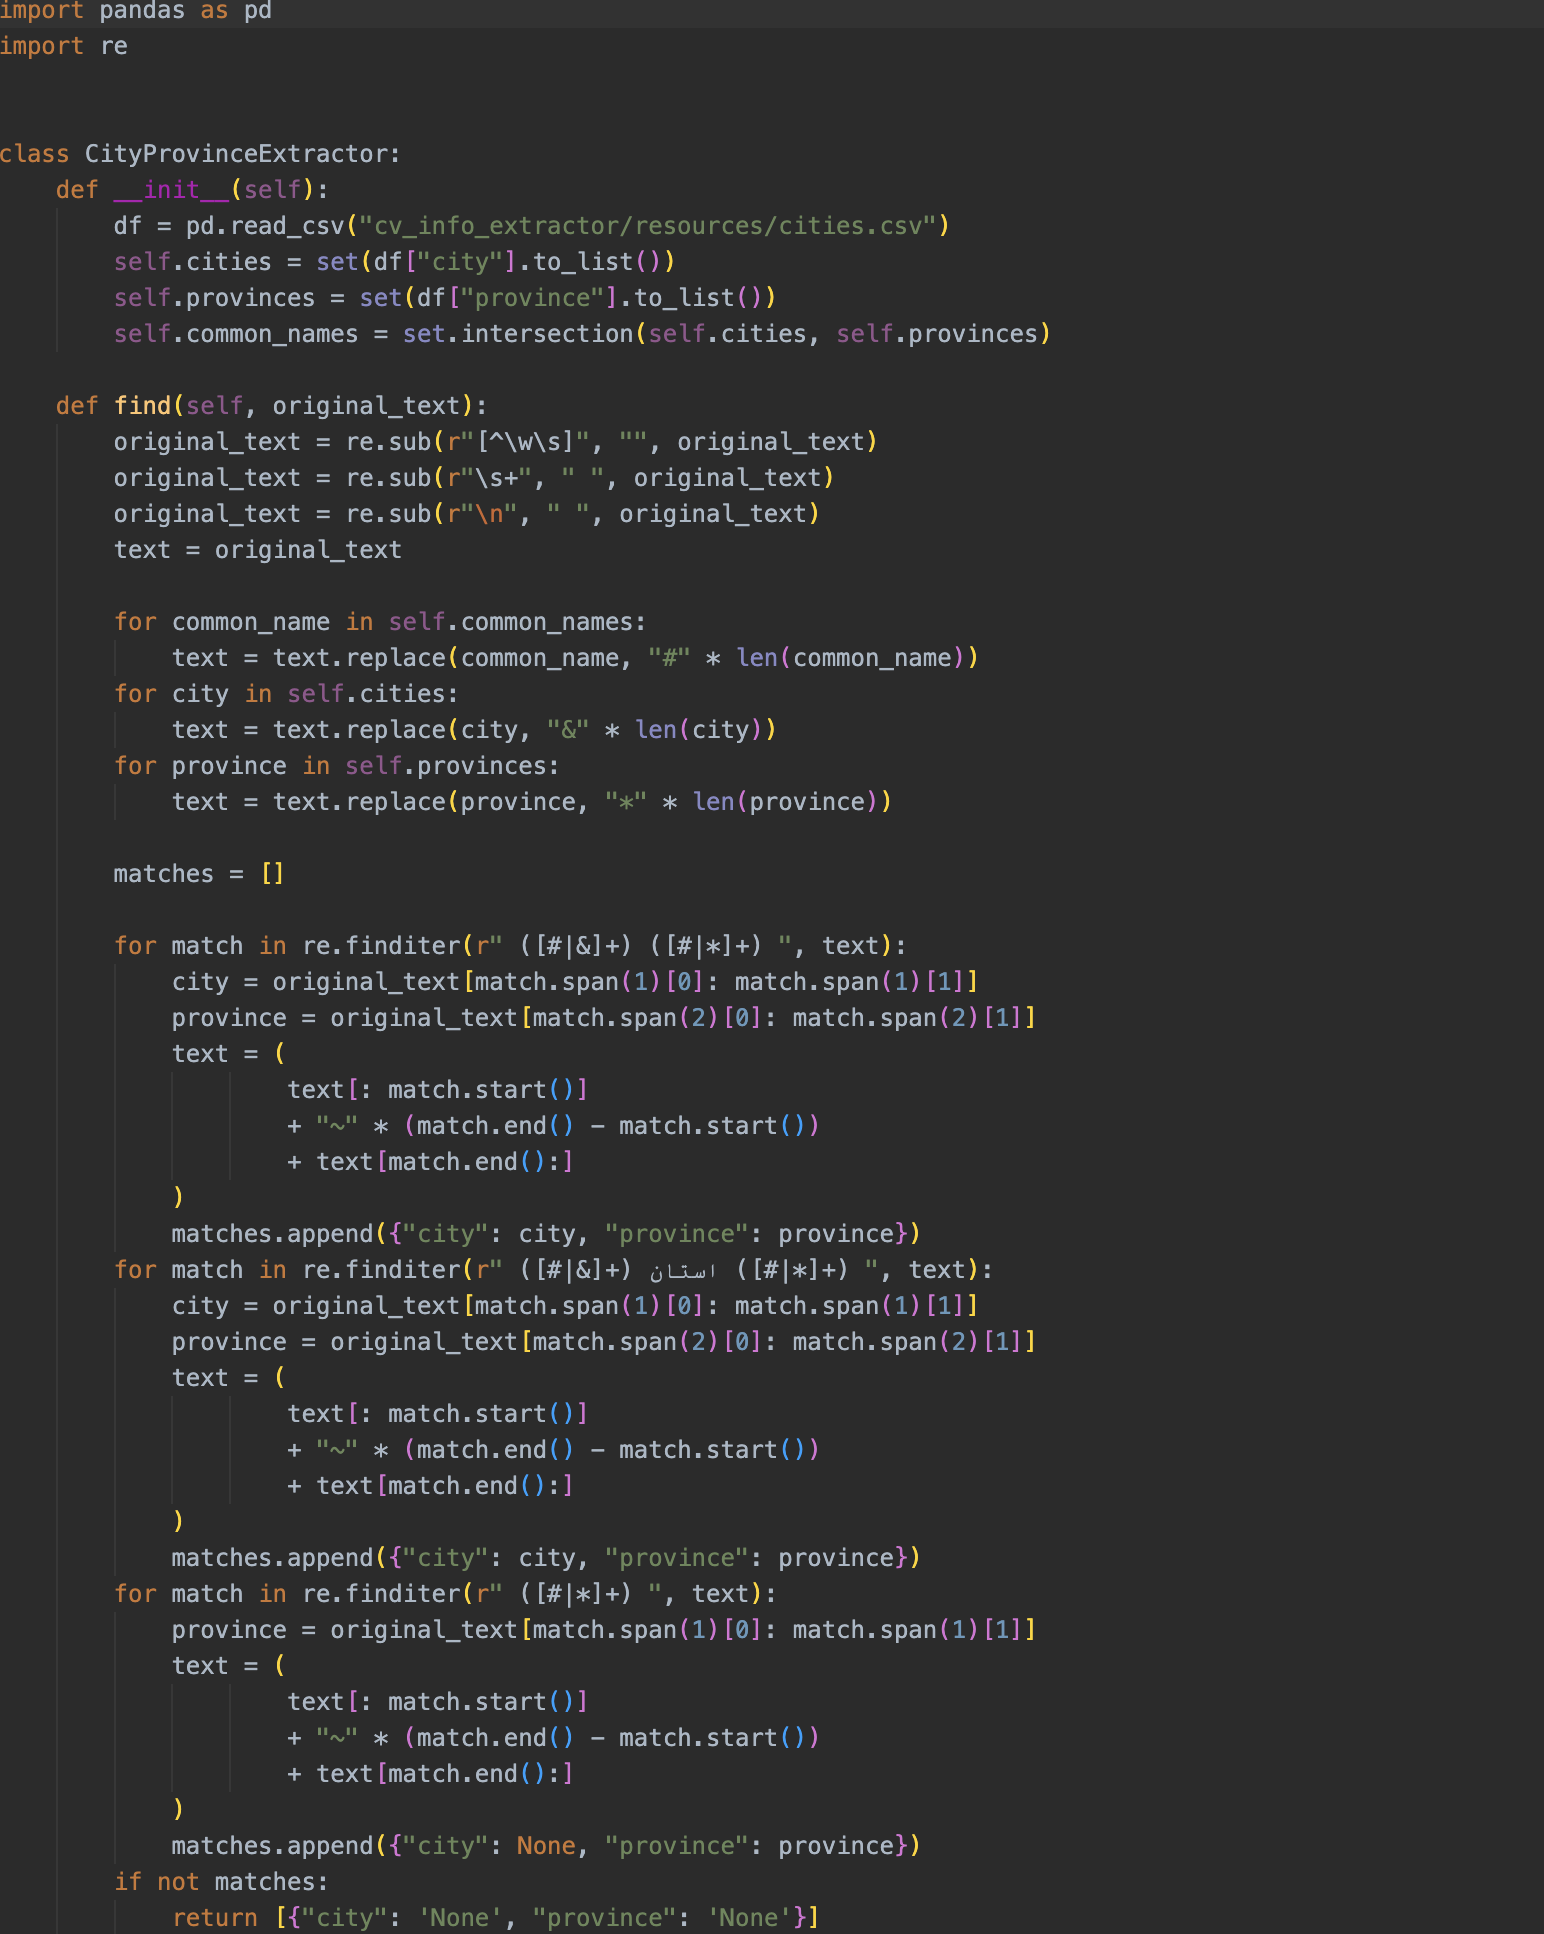 import pandas as pd
import re
class CityProvinceExtractor:
    def __init__(self):
        df = pd.read_csv("cv_info_extractor/resources/cities.csv")
        self.cities = set(df["city"].to_list())
        self.provinces = set(df["province"].to_list())
        self.common_names = set.intersection(self.cities, self.provinces)
    def find(self, original_text):
        original_text = re.sub(r"[^\w\s]", "", original_text)
        original_text = re.sub(r"\s+", " ", original_text)
        original_text = re.sub(r"\n", " ", original_text)
        text = original_text
        for common_name in self.common_names:
            text = text.replace(common_name, "#" * len(common_name))
        for city in self.cities:
            text = text.replace(city, "&" * len(city))
        for province in self.provinces:
            text = text.replace(province, "*" * len(province))
        matches = []
        for match in re.finditer(r" ([#|&]+) ([#|*]+) ", text):
            city = original_text[match.span(1)[0]: match.span(1)[1]]
            province = original_text[match.span(2)[0]: match.span(2)[1]]
            text = (
                    text[: match.start()]
                    + "~" * (match.end() - match.start())
                    + text[match.end():]
            )
            matches.append({"city": city, "province": province})
        for match in re.finditer(r" ([#|&]+) استان ([#|*]+) ", text):
            city = original_text[match.span(1)[0]: match.span(1)[1]]
            province = original_text[match.span(2)[0]: match.span(2)[1]]
            text = (
                    text[: match.start()]
                    + "~" * (match.end() - match.start())
                    + text[match.end():]
            )
            matches.append({"city": city, "province": province})
        for match in re.finditer(r" ([#|*]+) ", text):
            province = original_text[match.span(1)[0]: match.span(1)[1]]
            text = (
                    text[: match.start()]
                    + "~" * (match.end() - match.start())
                    + text[match.end():]
            )
            matches.append({"city": None, "province": province})
        if not matches:
            return [{"city": 'None', "province": 'None'}]